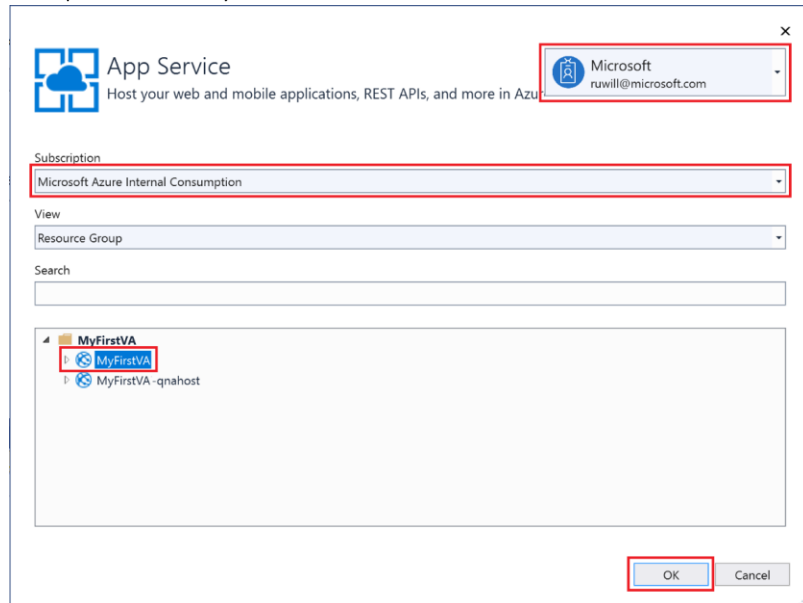 App Service
Host your web and mobile applications, REST APIs, and more in Azu
Microsoft
ruwill@microsoft.com
Subscription
Microsoft Azure Internal Consumption
View
Resource Group
Search
MyFirstVA
MyFirstVA
MyFirstVA-qnahost
OK
Cancel